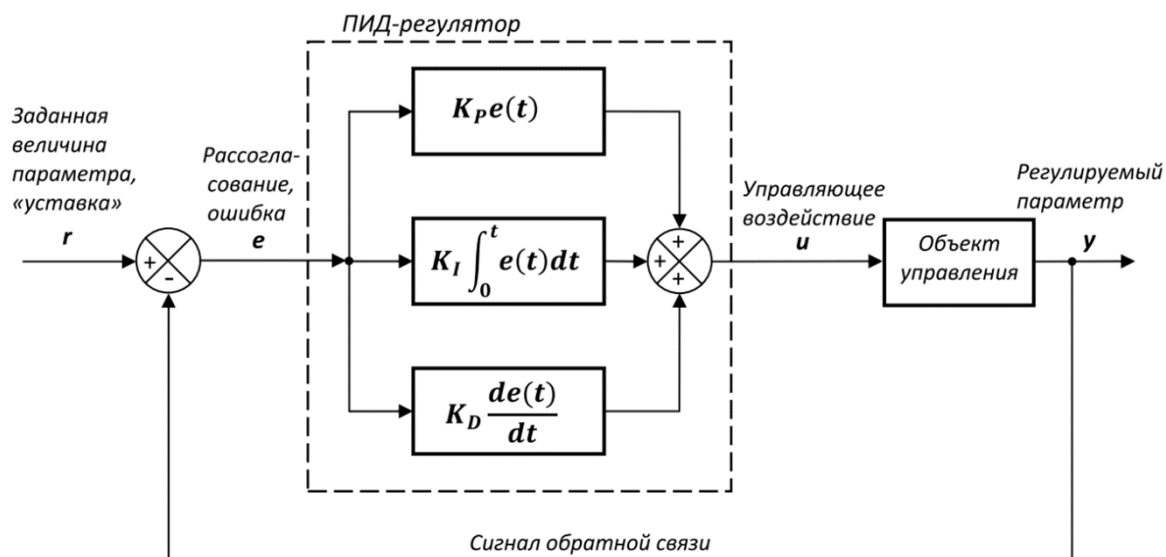 ПИД-регулятор
Заданная
величина
параметра,
«уставка»
r
+
-
Рассогла-
сование,
ошибка
e
K_P e(t)
K_I ∫_0^t e(t)dt
K_D de(t)/dt
+
+
+
Управляющее
воздействие
u
Объект
управления
Регулируемый
параметр
y
Сигнал обратной связи